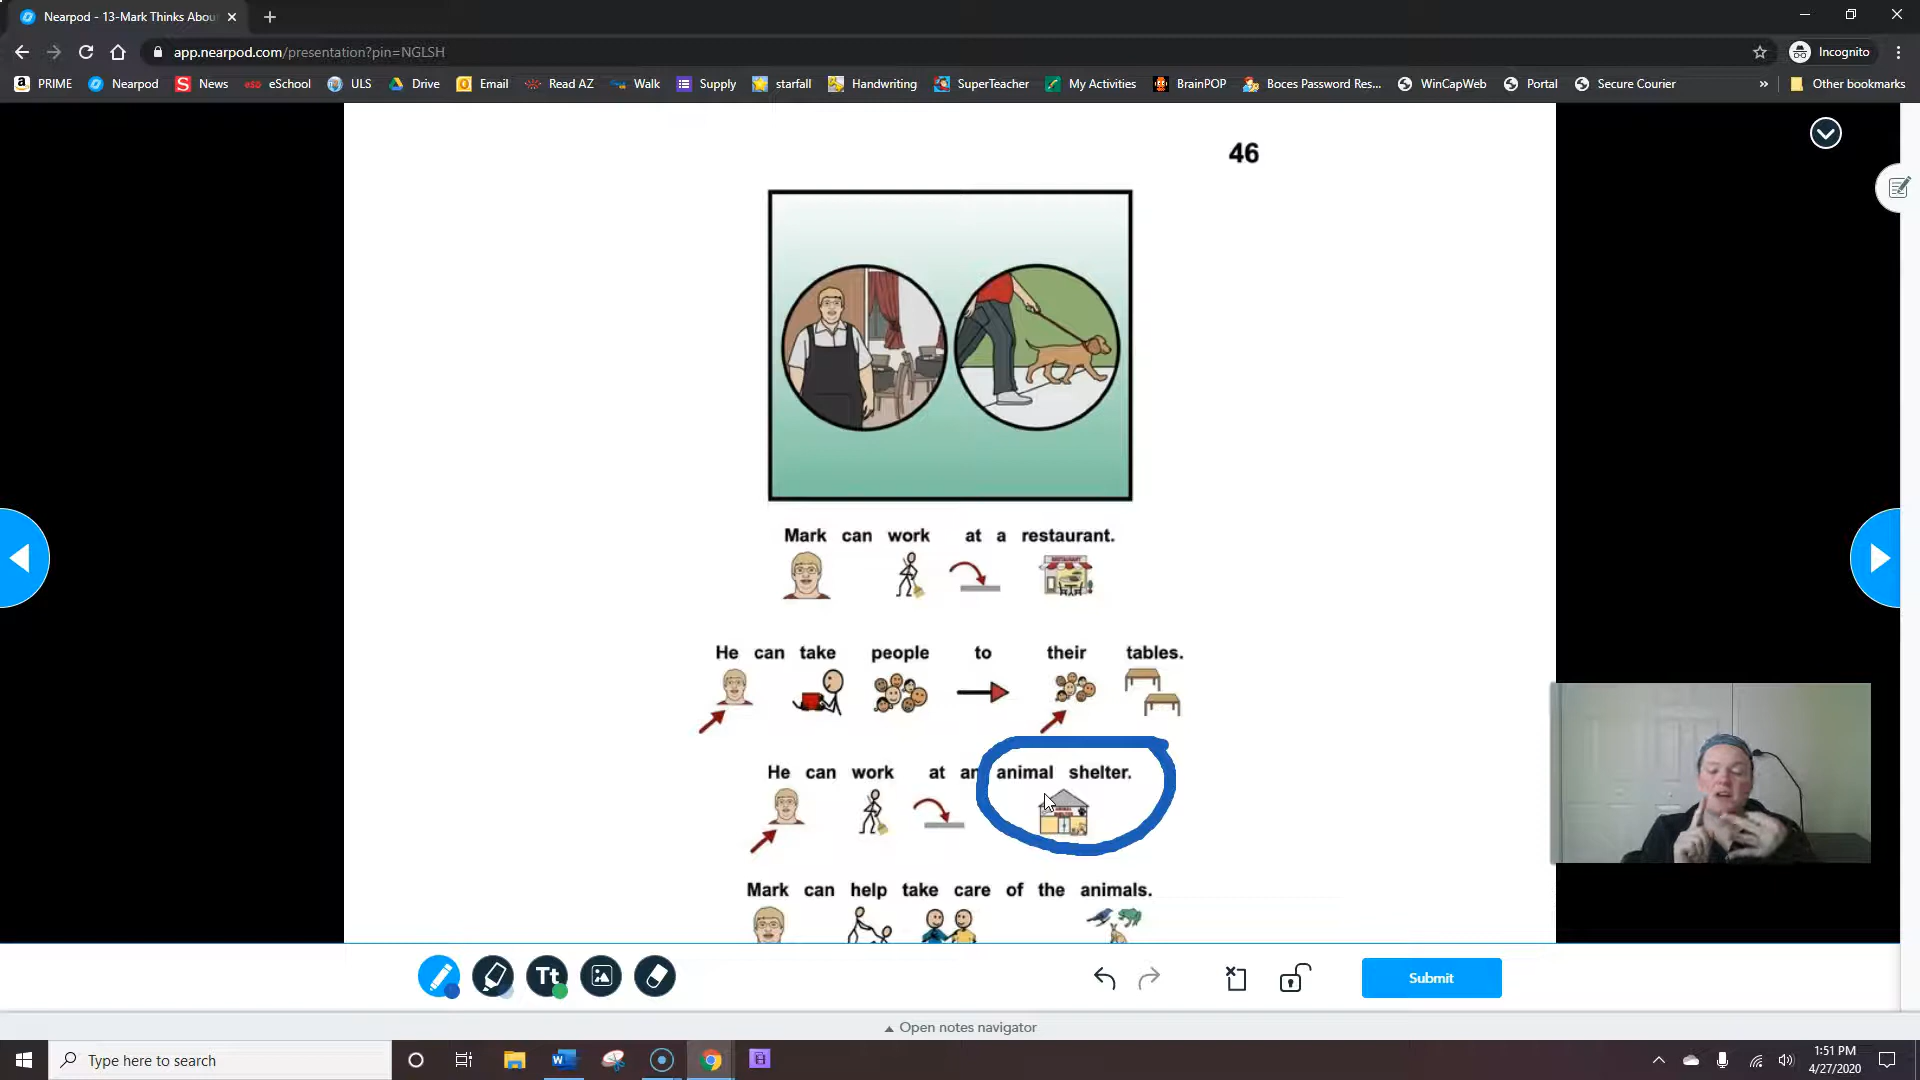 Nearpod - 13-Mark Thinks Abou
app.nearpod.com/presentation?pin=NGLSH
Incognito
PRIME Nearpod News eSchool ULS Drive Email Read AZ Walk Supply starfall Handwriting SuperTeacher My Activities BrainPOP Boces Password Res... WinCapWeb Portal Secure Courier » Other bookmarks
46
Mark can work at a restaurant.
RESTAURANT
He can take people to their tables.
He can work at an animal shelter.
ANIMAL
SHELTER
Mark can help take care of the animals.
Tt
Submit
Open notes navigator
Type here to search
1:51 PM
4/27/2020